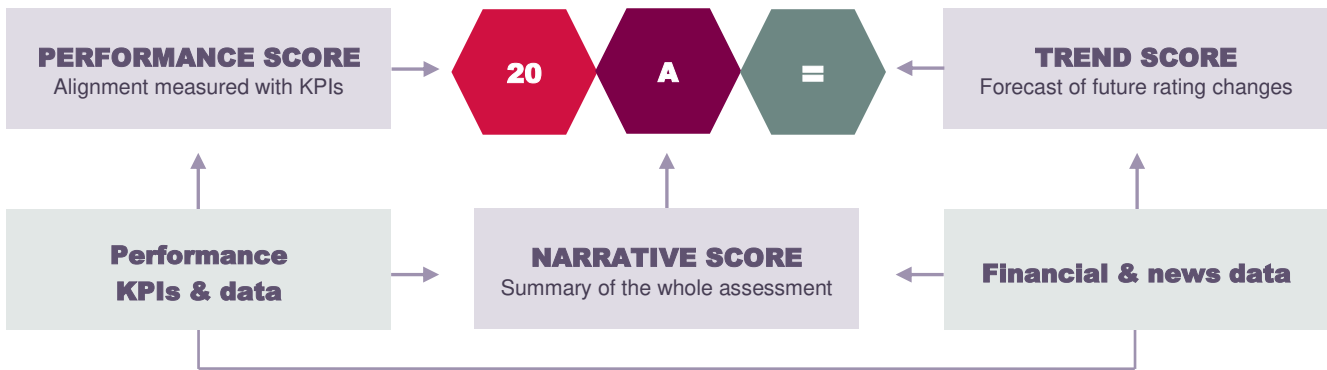 PERFORMANCE SCORE
Alignment measured with KPIs
20
A
=
TREND SCORE
Forecast of future rating changes
Performance
KPIs & data
NARRATIVE SCORE
Summary of the whole assessment
Financial & news data